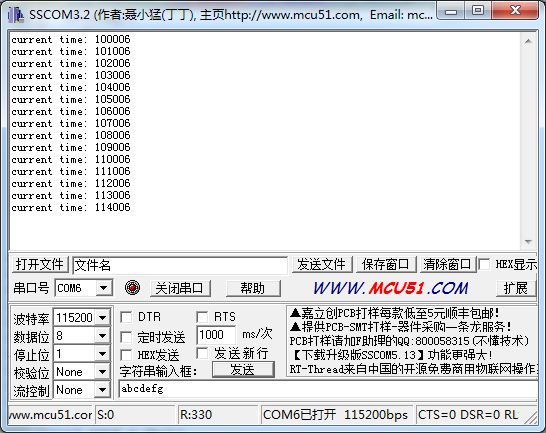 SSCOM3.2 (作者:聂小猛(丁丁), 主页http://www.mcu51.com, Email: mc...
current time: 100006
current time: 101006
current time: 102006
current time: 103006
current time: 104006
current time: 105006
current time: 106006
current time: 107006
current time: 108006
current time: 109006
current time: 110006
current time: 111006
current time: 112006
current time: 113006
current time: 114006
打开文件 文件名 发送文件 保存窗口 清除窗口 HEX显示
串口号 COM6 关闭串口 帮助 WWW.MCU51.COM 扩展
波特率 115200 DTR RTS
数据位 8 定时发送 1000 ms/次
停止位 1 HEX发送 发送新行
校验位 None 字符串输入框: 发送
流控制 None abcdefg
▲嘉立创PCB打样每款低至5元顺丰包邮!
▲提供PCB-SMT打样-器件采购一条龙服务!
PCB打样请加F助理的QQ:800058315(不懂技术)
【下载升级版SSCOM5.13】功能更强大!
RT-Thread来自中国的开源免费商用物联网操作
www.mcu51.cor S:0 R:330 COM6已打开 115200bps CTS=0 DSR=0 RL